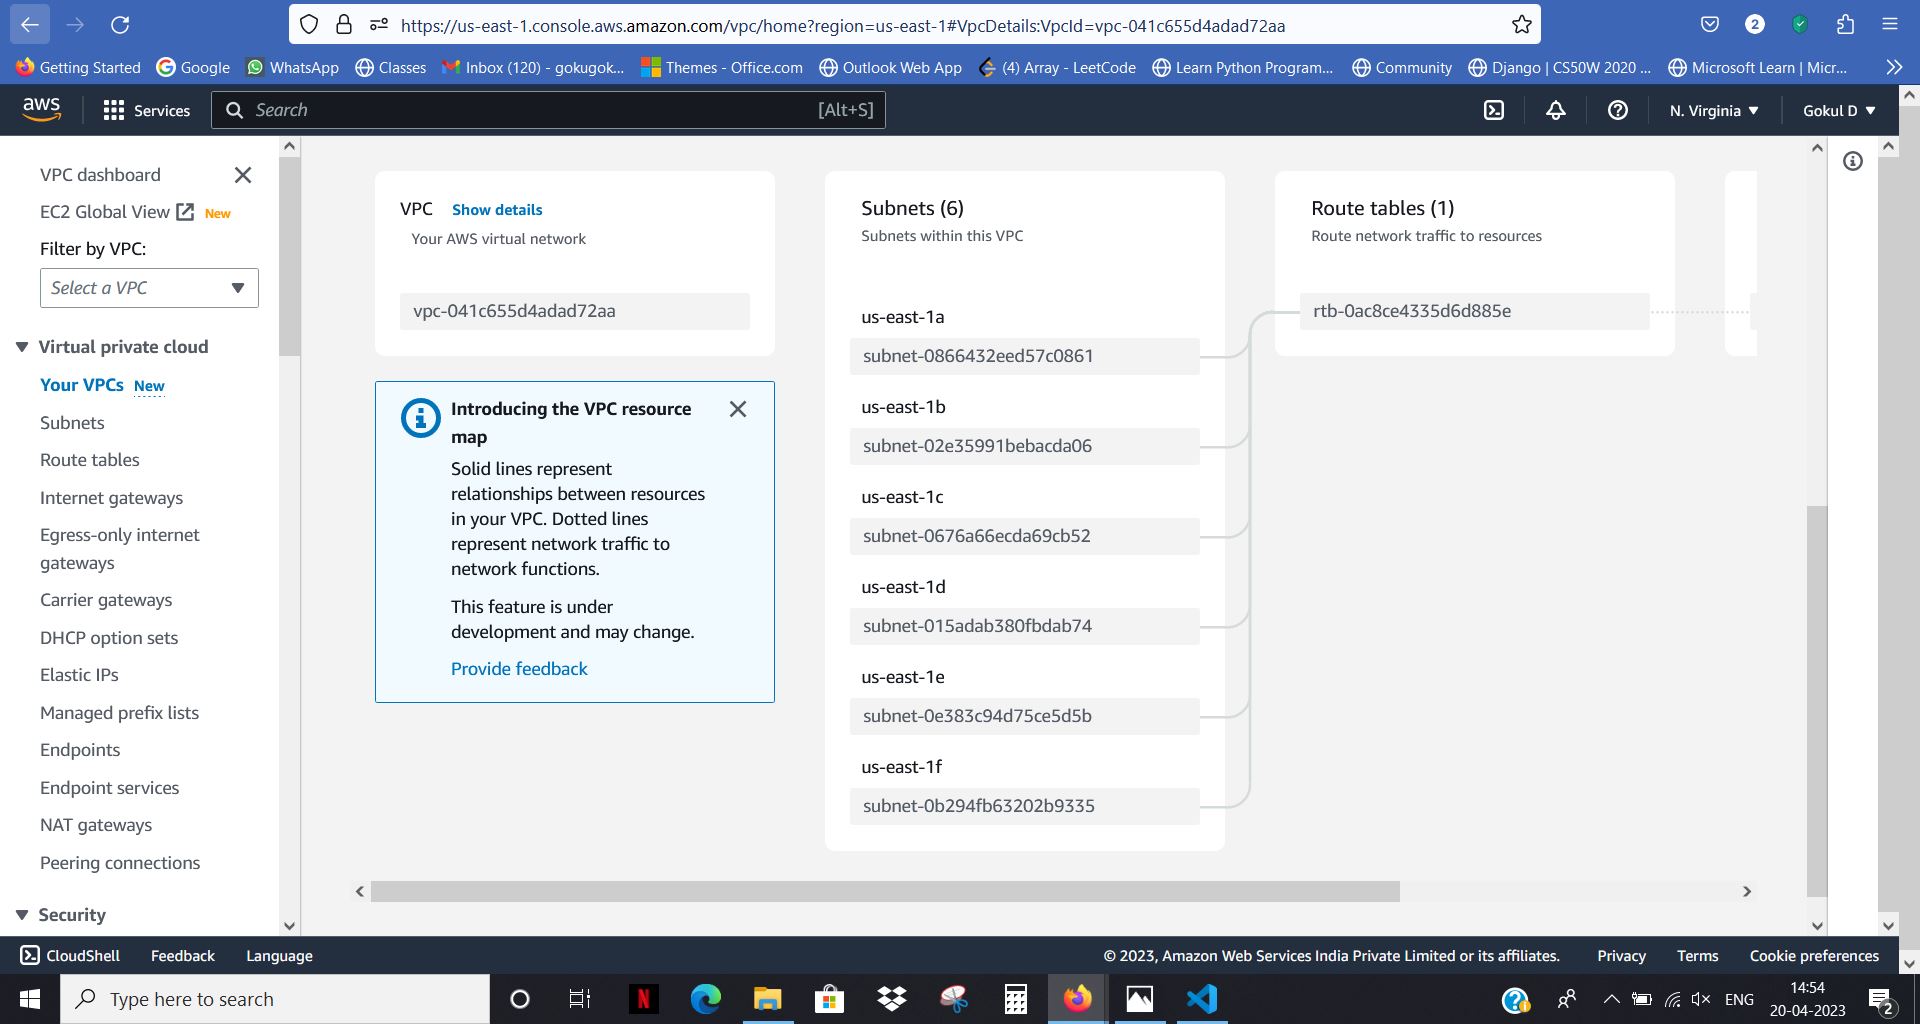 https://us-east-1.console.aws.amazon.com/vpc/home?region=us-east-1#VpcDetails:VpcId=vpc-041c655d4adad72aa
2
Getting Started
Google
WhatsApp
Classes
Inbox (120) - gokugok...
Themes - Office.com
Outlook Web App
(4) Array - LeetCode
Learn Python Program...
Community
Django | CS50W 2020 ...
Microsoft Learn | Micr...
aws
Services
Search
[Alt+S]
N. Virginia
Gokul D
VPC dashboard
EC2 Global View New
Filter by VPC:
Select a VPC
Virtual private cloud
Your VPCs New
Subnets
Route tables
Internet gateways
Egress-only internet
gateways
Carrier gateways
DHCP option sets
Elastic IPs
Managed prefix lists
Endpoints
Endpoint services
NAT gateways
Peering connections
Security
VPC Show details
Your AWS virtual network
vpc-041c655d4adad72aa
Introducing the VPC resource
map
Solid lines represent
relationships between resources
in your VPC. Dotted lines
represent network traffic to
network functions.
This feature is under
development and may change.
Provide feedback
Subnets (6)
Subnets within this VPC
us-east-1a
subnet-0866432eed57c0861
us-east-1b
subnet-02e35991bebacda06
us-east-1c
subnet-0676a66ecda69cb52
us-east-1d
subnet-015adab380fbdab74
us-east-1e
subnet-0e383c94d75ce5d5b
us-east-1f
subnet-0b294fb63202b9335
Route tables (1)
Route network traffic to resources
rtb-0ac8ce4335d6d885e
CloudShell
Feedback
Language
© 2023, Amazon Web Services India Private Limited or its affiliates.
Privacy
Terms
Cookie preferences
Type here to search
ENG
14:54
20-04-2023
2